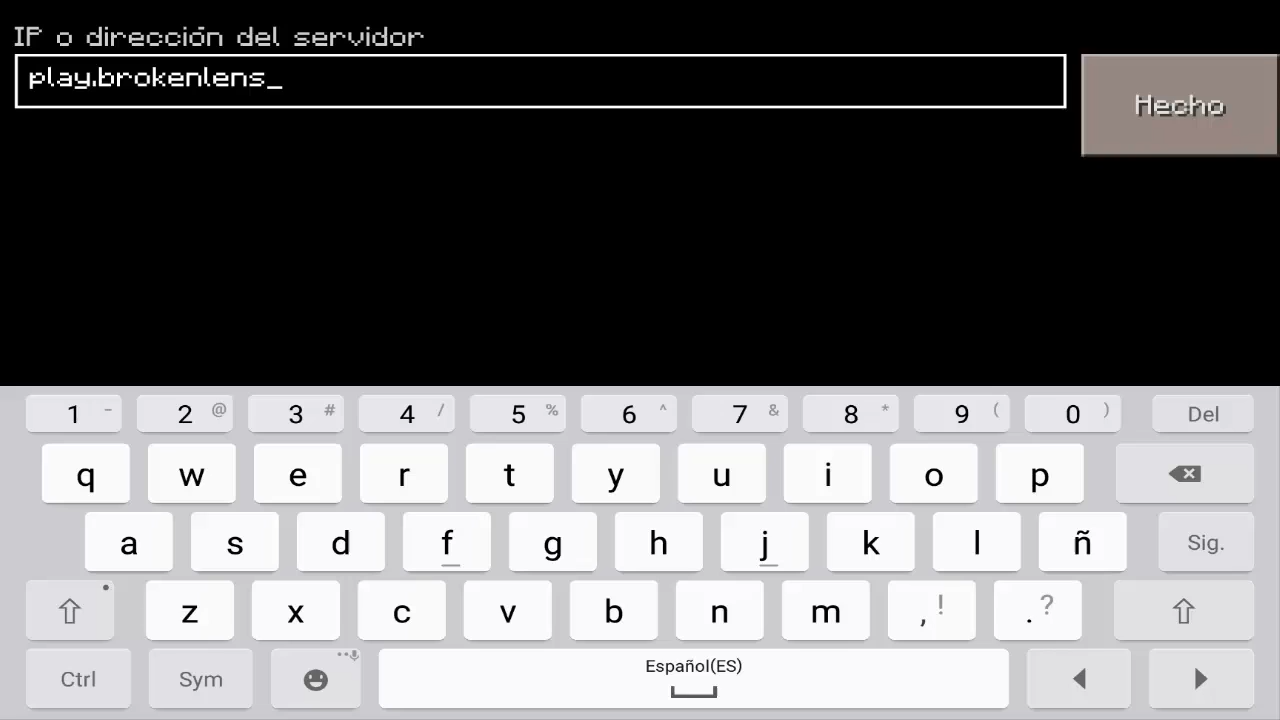 IP o dirección del servidor
play.brokenlens_
Hecho
1 - 2 @ 3 # 4 / 5 % 6 ^ 7 & 8 * 9 ( 0 ) Del
q w e r t y u i o p
a s d f g h j k l ñ Sig.
z x c v b n m , ! . ?
Ctrl Sym Español(ES)